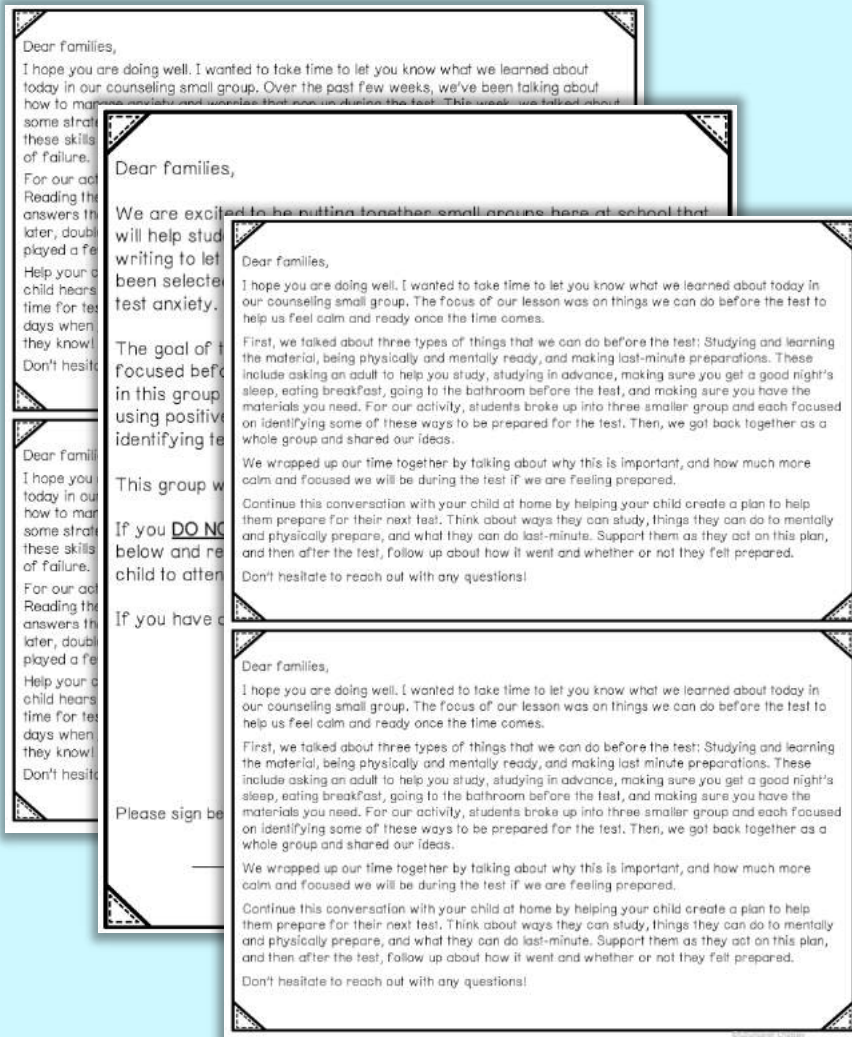 Dear families,
I hope you are doing well. I wanted to take time to let you know what we learned about
today in our counseling small group. Over the past few weeks, we've been talking about
how to manage anxiety and worries that pop up during the test. This week, we talked about
some strate
these skills
of failure.
For our act
Reading the
answers th
later, doubl
played a fe
Help your c
child hears
time for tes
days when
they know!
Don't hesita
Dear famili
I hope you
today in our
how to man
some strate
these skills
of failure.
For our act
Reading the
answers th
later, doubl
played a fe
Help your c
child hears
time for tes
days when
they know!
Don't hesita
Dear families,
We are excited to be putting together small groups here at school that
will help stud
writing to let
been selecte
test anxiety.
The goal of t
focused befo
in this group
using positive
identifying te
This group w
If you DO NO
below and re
child to atten
If you have q
Please sign be
Dear families,
I hope you are doing well. I wanted to take time to let you know what we learned about today in
our counseling small group. The focus of our lesson was on things we can do before the test to
help us feel calm and ready once the time comes.
First, we talked about three types of things that we can do before the test: Studying and learning
the material, being physically and mentally ready, and making last-minute preparations. These
include asking an adult to help you study, studying in advance, making sure you get a good night's
sleep, eating breakfast, going to the bathroom before the test, and making sure you have the
materials you need. For our activity, students broke up into three smaller group and each focused
on identifying some of these ways to be prepared for the test. Then, we got back together as a
whole group and shared our ideas.
We wrapped up our time together by talking about why this is important, and how much more
calm and focused we will be during the test if we are feeling prepared.
Continue this conversation with your child at home by helping your child create a plan to help
them prepare for their next test. Think about ways they can study, things they can do to mentally
and physically prepare, and what they can do last-minute. Support them as they act on this plan,
and then after the test, follow up about how it went and whether or not they felt prepared.
Don't hesitate to reach out with any questions!
Dear families,
I hope you are doing well. I wanted to take time to let you know what we learned about today in
our counseling small group. The focus of our lesson was on things we can do before the test to
help us feel calm and ready once the time comes.
First, we talked about three types of things that we can do before the test: Studying and learning
the material, being physically and mentally ready, and making last minute preparations. These
include asking an adult to help you study, studying in advance, making sure you get a good night's
sleep, eating breakfast, going to the bathroom before the test, and making sure you have the
materials you need. For our activity, students broke up into three smaller group and each focused
on identifying some of these ways to be prepared for the test. Then, we got back together as a
whole group and shared our ideas.
We wrapped up our time together by talking about why this is important, and how much more
calm and focused we will be during the test if we are feeling prepared.
Continue this conversation with your child at home by helping your child create a plan to help
them prepare for their next test. Think about ways they can study, things they can do to mentally
and physically prepare, and what they can do last-minute. Support them as they act on this plan,
and then after the test, follow up about how it went and whether or not they felt prepared.
Don't hesitate to reach out with any questions!